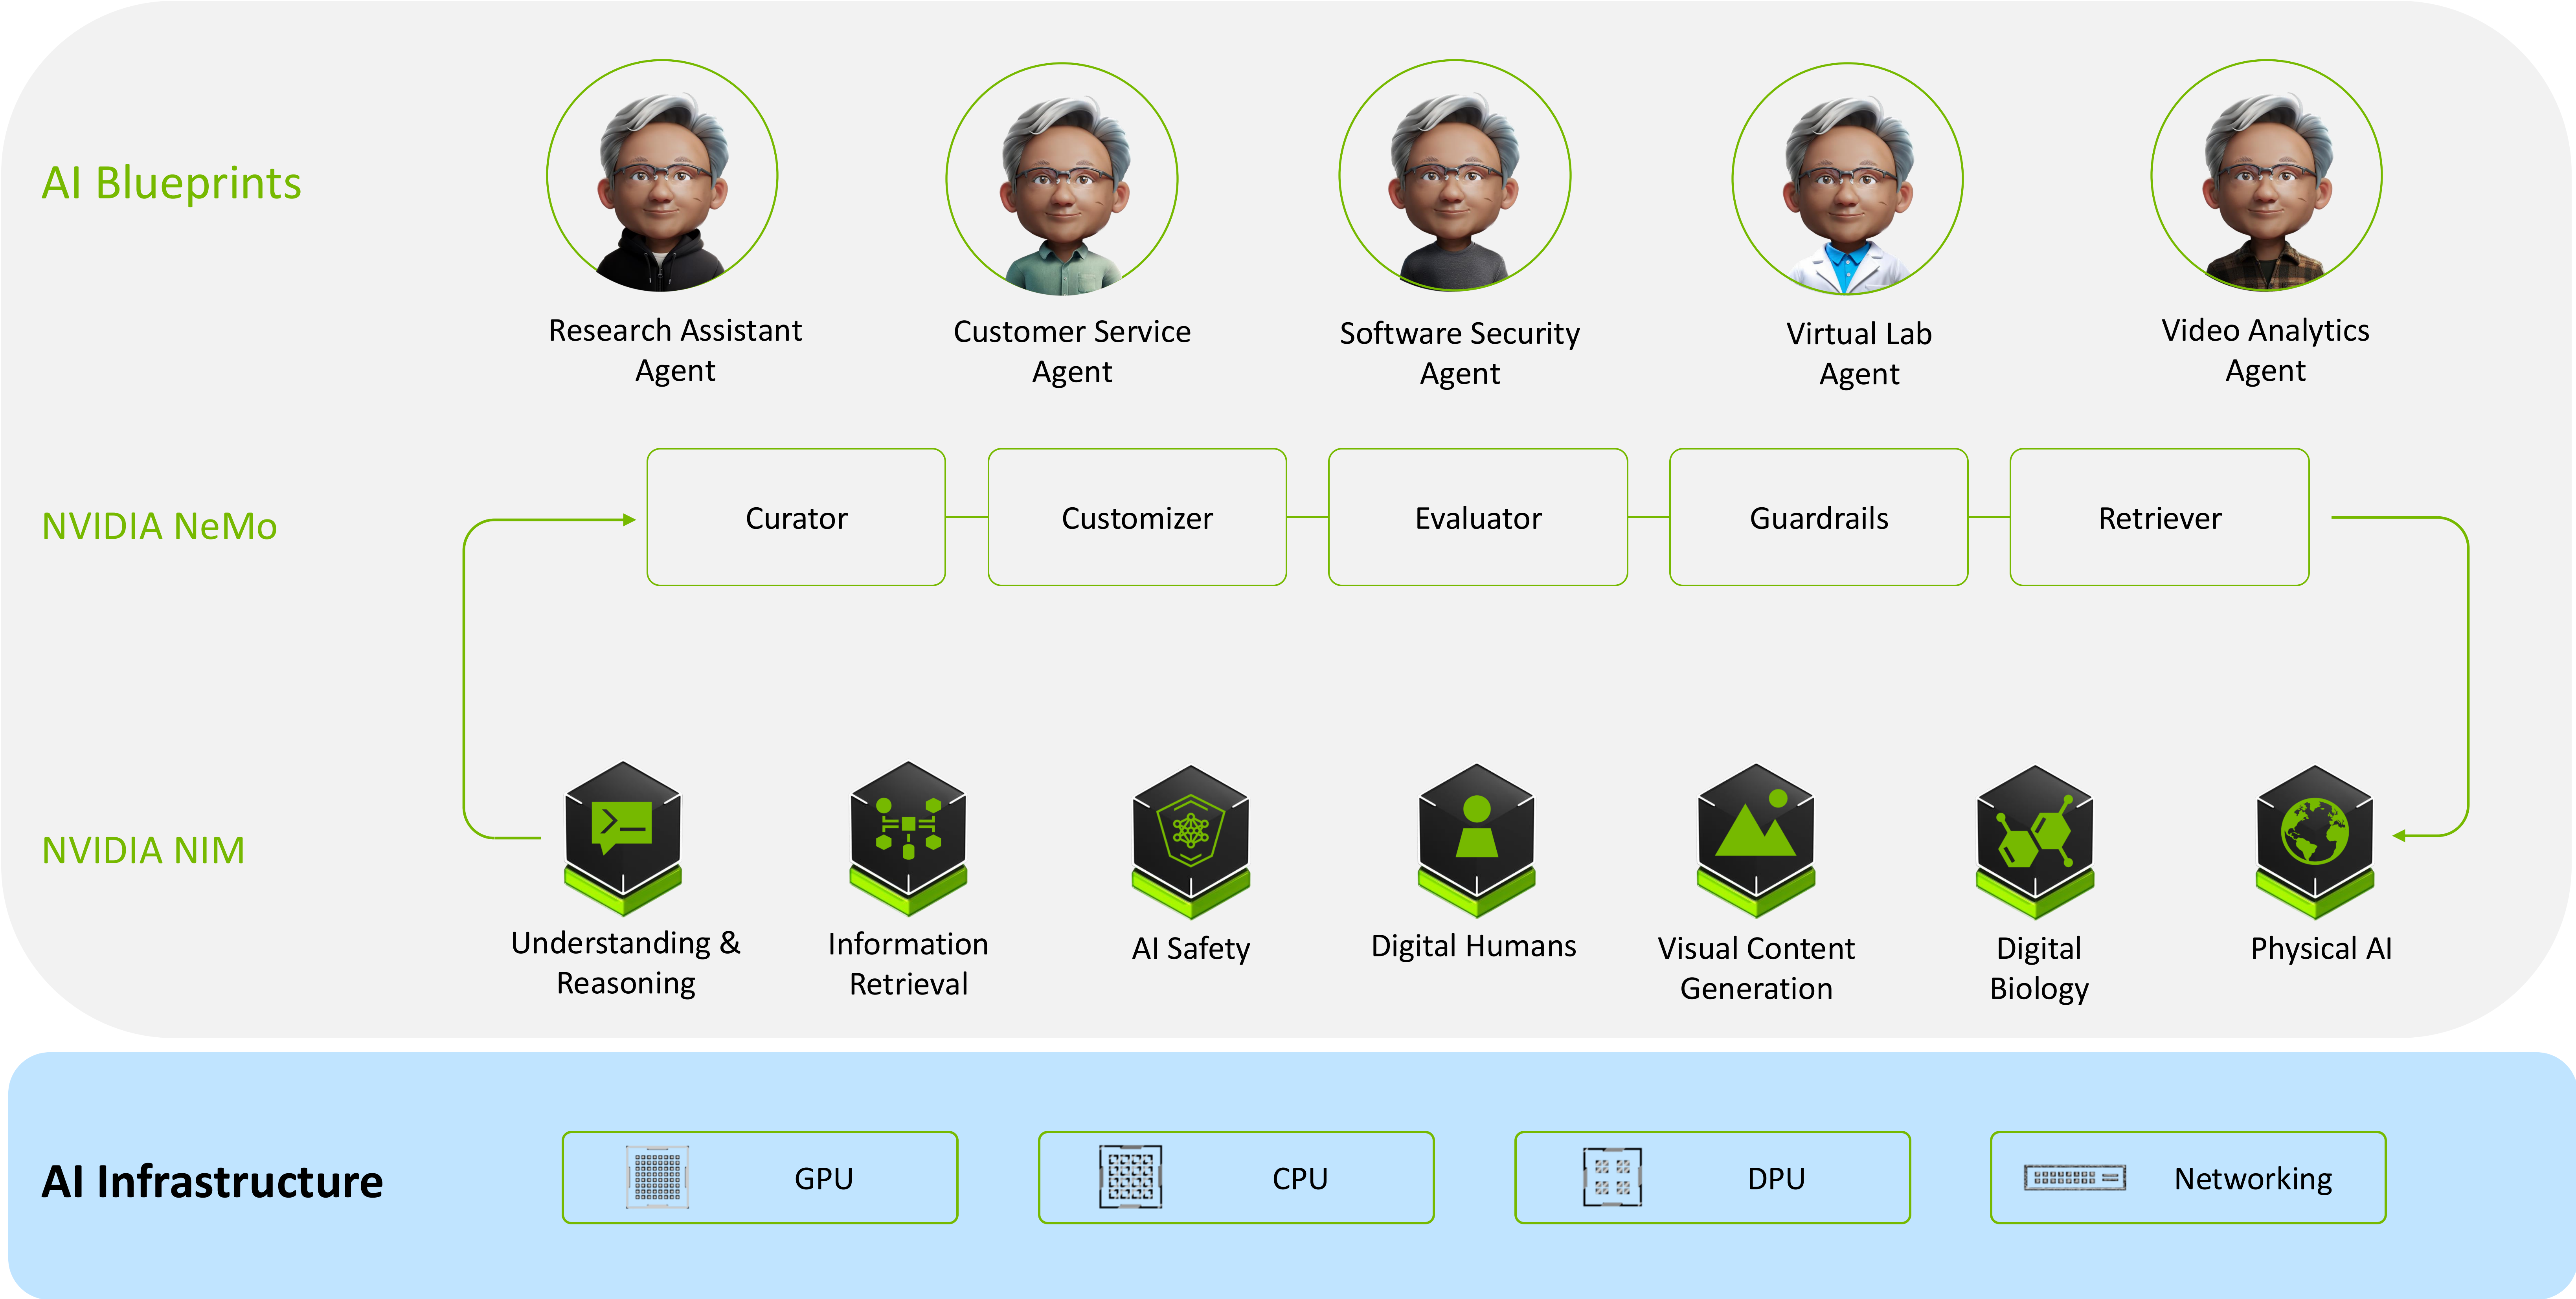 AI Blueprints
Research Assistant
Agent
Customer Service
Agent
Software Security
Agent
Virtual Lab
Agent
Video Analytics
Agent
NVIDIA NeMo
Curator
Customizer
Evaluator
Guardrails
Retriever
NVIDIA NIM
Understanding &
Reasoning
Information
Retrieval
AI Safety
Digital Humans
Visual Content
Generation
Digital
Biology
Physical AI
AI Infrastructure
GPU
CPU
DPU
Networking